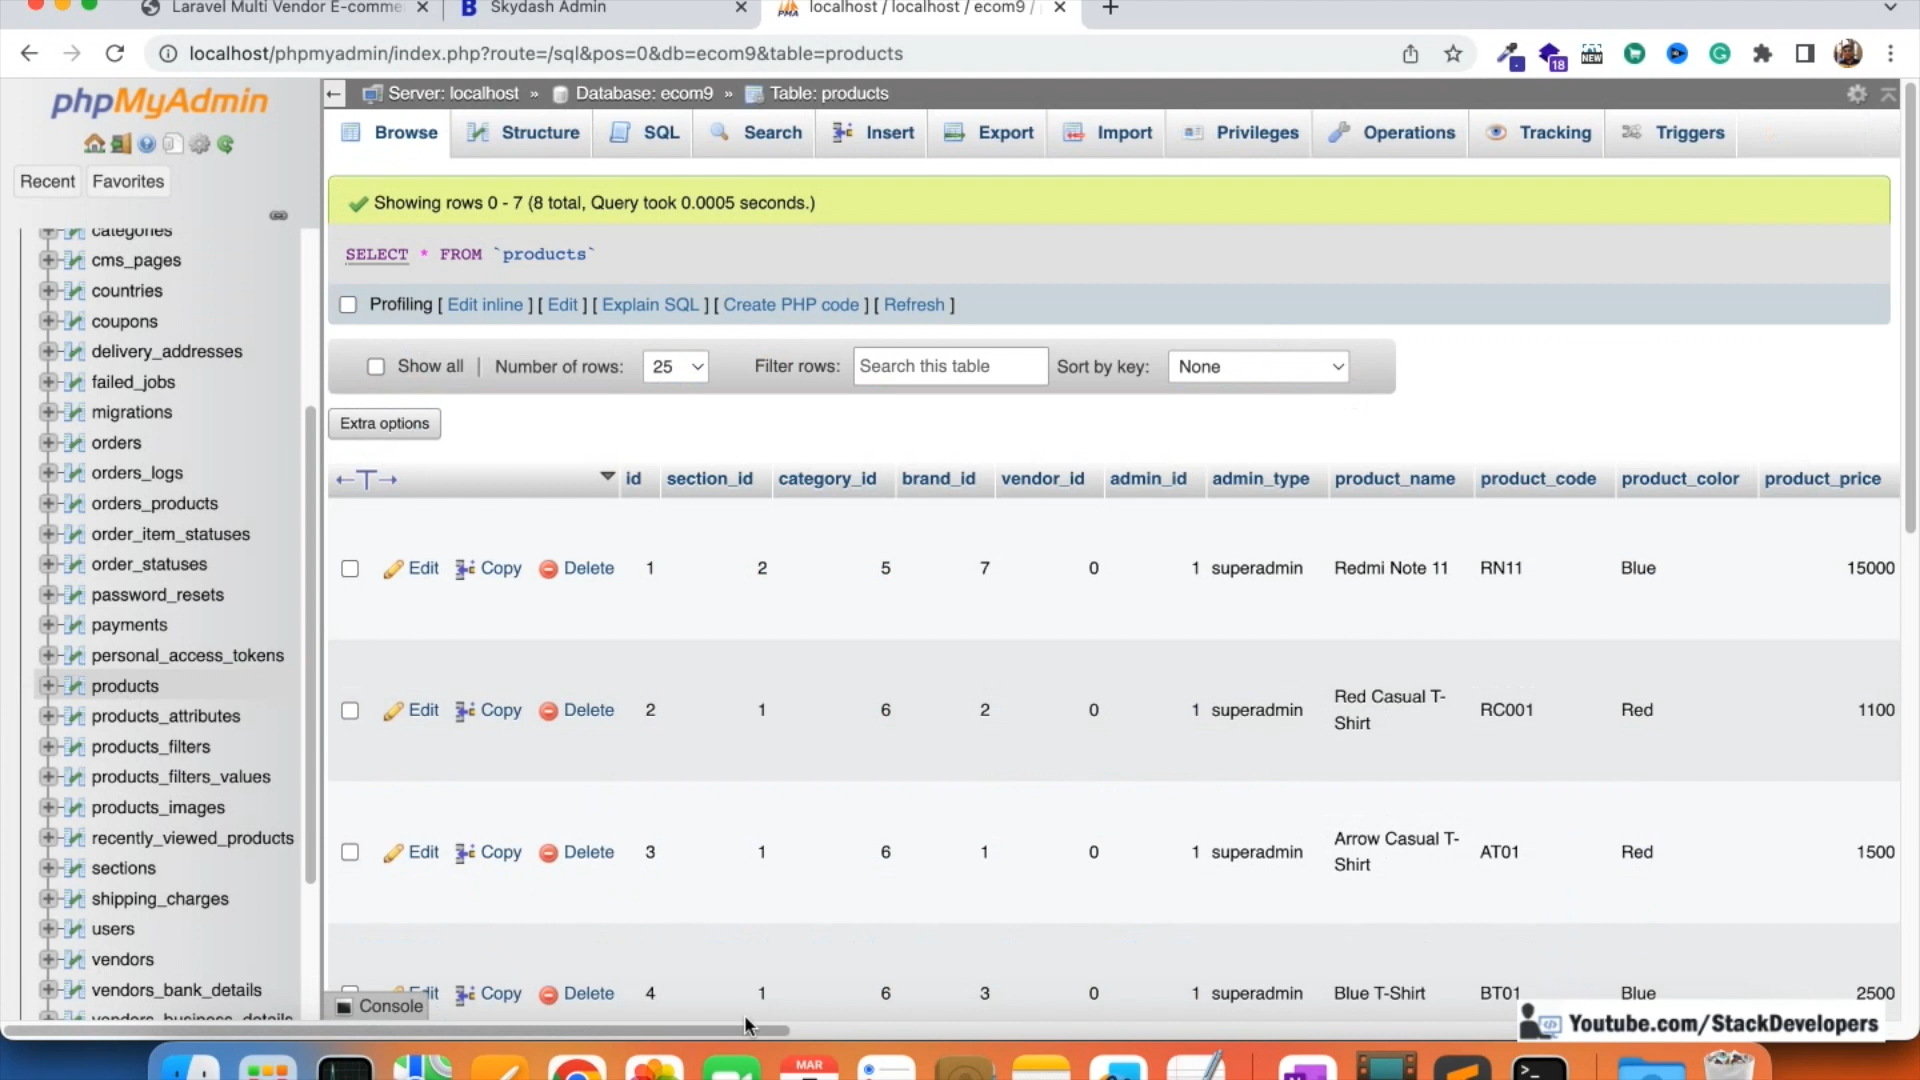 Laravel Multi Vendor E-comme
Skydash Admin
localhost / localhost / ecom9 /
localhost/phpmyadmin/index.php?route=/sql&pos=0&db=ecom9&table=products
18
NEW
phpMyAdmin
Recent
Favorites
categories
cms_pages
countries
coupons
delivery_addresses
failed_jobs
migrations
orders
orders_logs
orders_products
order_item_statuses
order_statuses
password_resets
payments
personal_access_tokens
products
products_attributes
products_filters
products_filters_values
products_images
recently_viewed_products
sections
shipping_charges
users
vendors
vendors_bank_details
vendors_business_details
Server: localhost » Database: ecom9 » Table: products
Browse Structure SQL Search Insert Export Import Privileges Operations Tracking Triggers
Showing rows 0 - 7 (8 total, Query took 0.0005 seconds.)
SELECT * FROM `products`
Profiling [ Edit inline ] [ Edit ] [ Explain SQL ] [ Create PHP code ] [ Refresh ]
Show all | Number of rows: 25 Filter rows: Search this table Sort by key: None
Extra options
id section_id category_id brand_id vendor_id admin_id admin_type product_name product_code product_color product_price
Edit Copy Delete 1 2 5 7 0 1 superadmin Redmi Note 11 RN11 Blue 15000
Edit Copy Delete 2 1 6 2 0 1 superadmin Red Casual T-
Shirt RC001 Red 1100
Edit Copy Delete 3 1 6 1 0 1 superadmin Arrow Casual T-
Shirt AT01 Red 1500
Edit Copy Delete 4 1 6 3 0 1 superadmin Blue T-Shirt BT01 Blue 2500
Console
Youtube.com/StackDevelopers
MAR